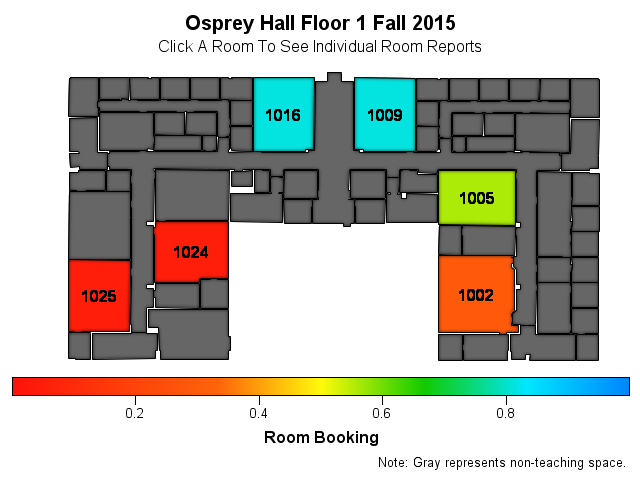 Osprey Hall Floor 1 Fall 2015
Click A Room To See Individual Room Reports
1016
1009
1005
1024
1025
1002
0.2
0.4
0.6
0.8
Room Booking
Note: Gray represents non-teaching space.